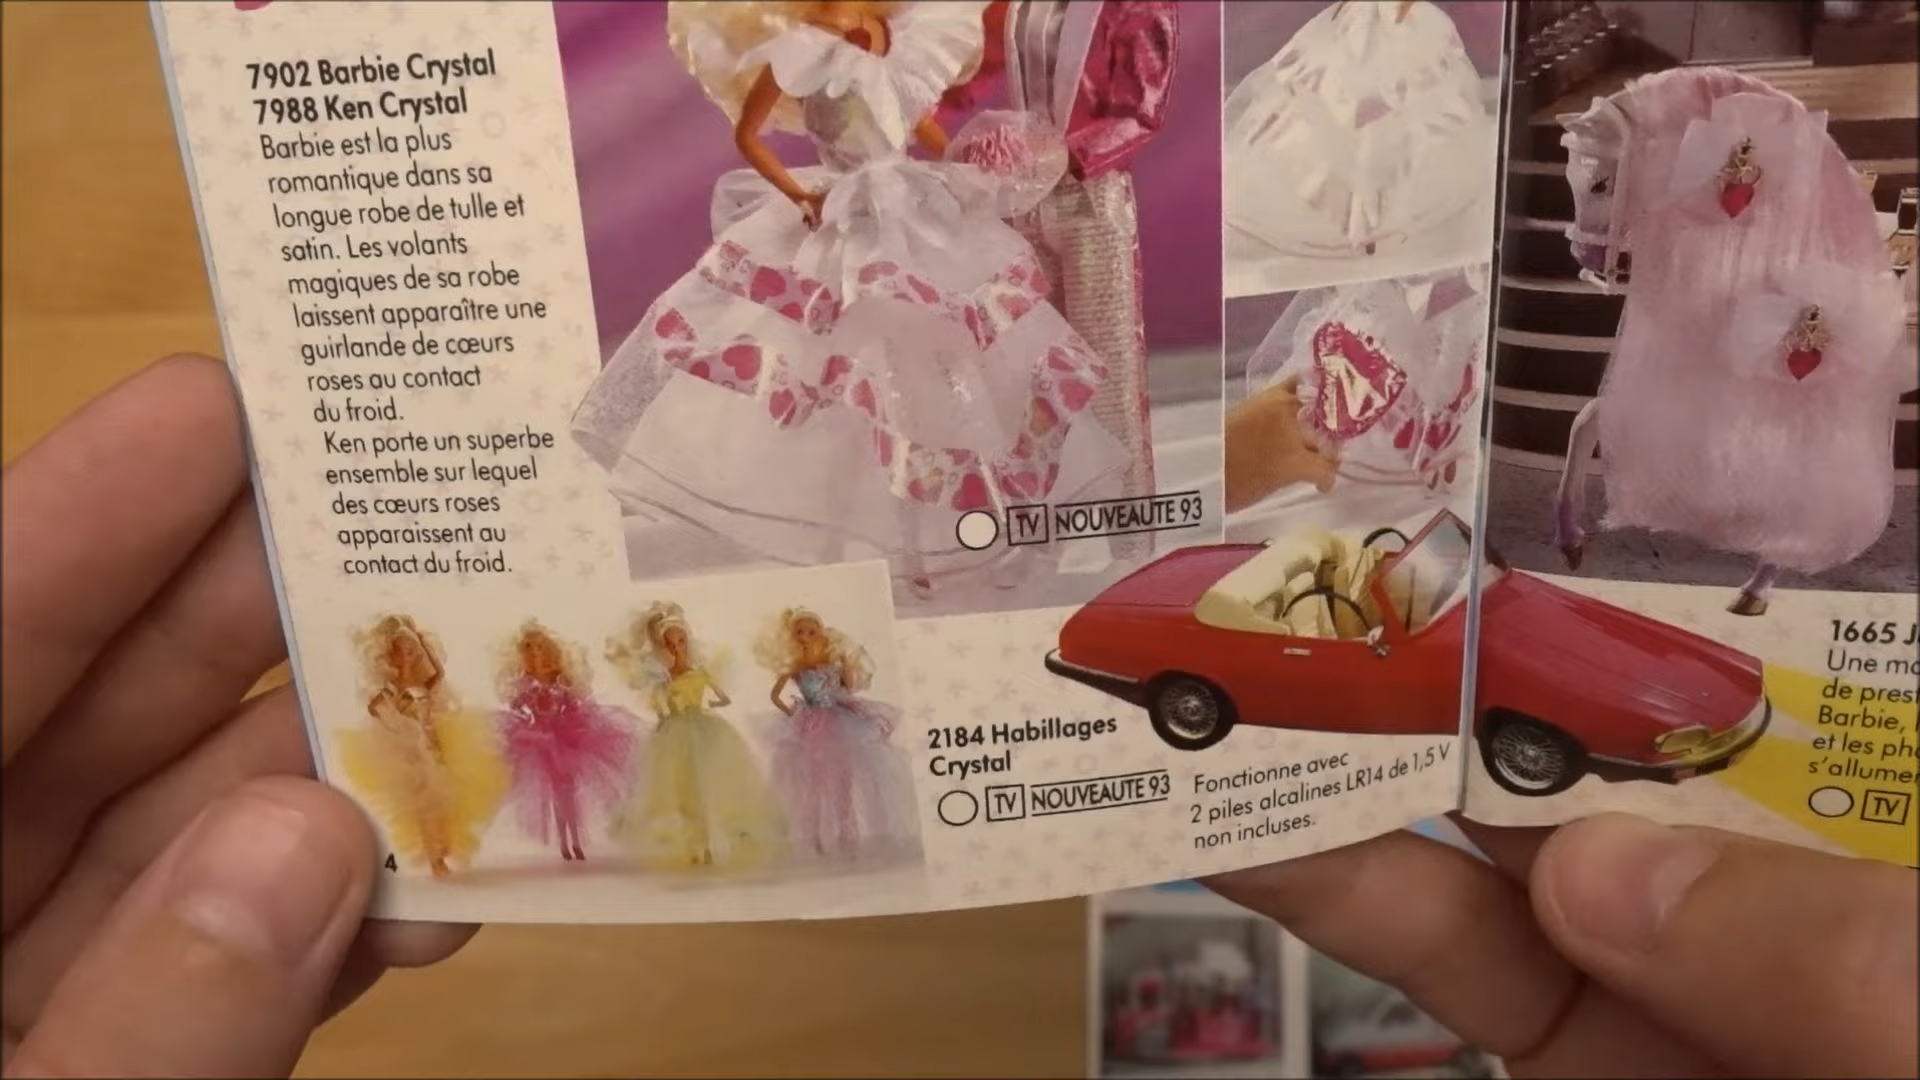 7902 Barbie Crystal
7988 Ken Crystal
Barbie est la plus
romantique dans sa
longue robe de tulle et
satin. Les volants
magiques de sa robe
laissent apparaître une
guirlande de cœurs
roses au contact
du froid.
Ken porte un superbe
ensemble sur lequel
des cœurs roses
apparaissent au
contact du froid.
TV NOUVEAUTE 93
2184 Habillages
Crystal
TV NOUVEAUTE 93
Fonctionne avec
2 piles alcalines LR14 de 1,5 V
non incluses.
4
1665
Une
de
Barbie,
et les
TV